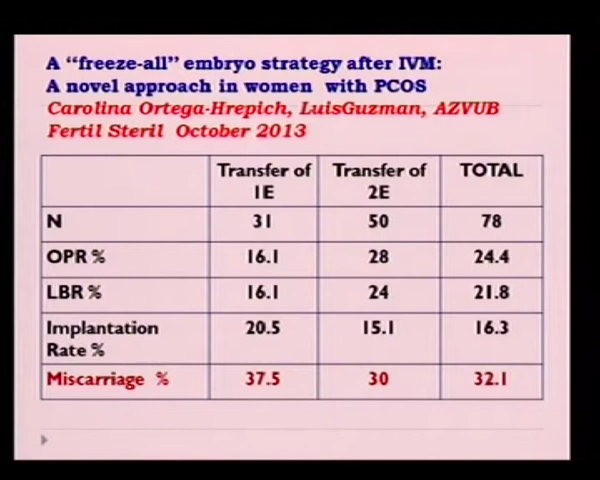 A “freeze-all” embryo strategy after IVM:
A novel approach in women with PCOS
Carolina Ortega-Hrepich, LuisGuzman, AZVUB
Fertil Steril October 2013
Transfer of 1E Transfer of 2E TOTAL
N 31 50 78
OPR % 16.1 28 24.4
LBR % 16.1 24 21.8
Implantation Rate % 20.5 15.1 16.3
Miscarriage % 37.5 30 32.1